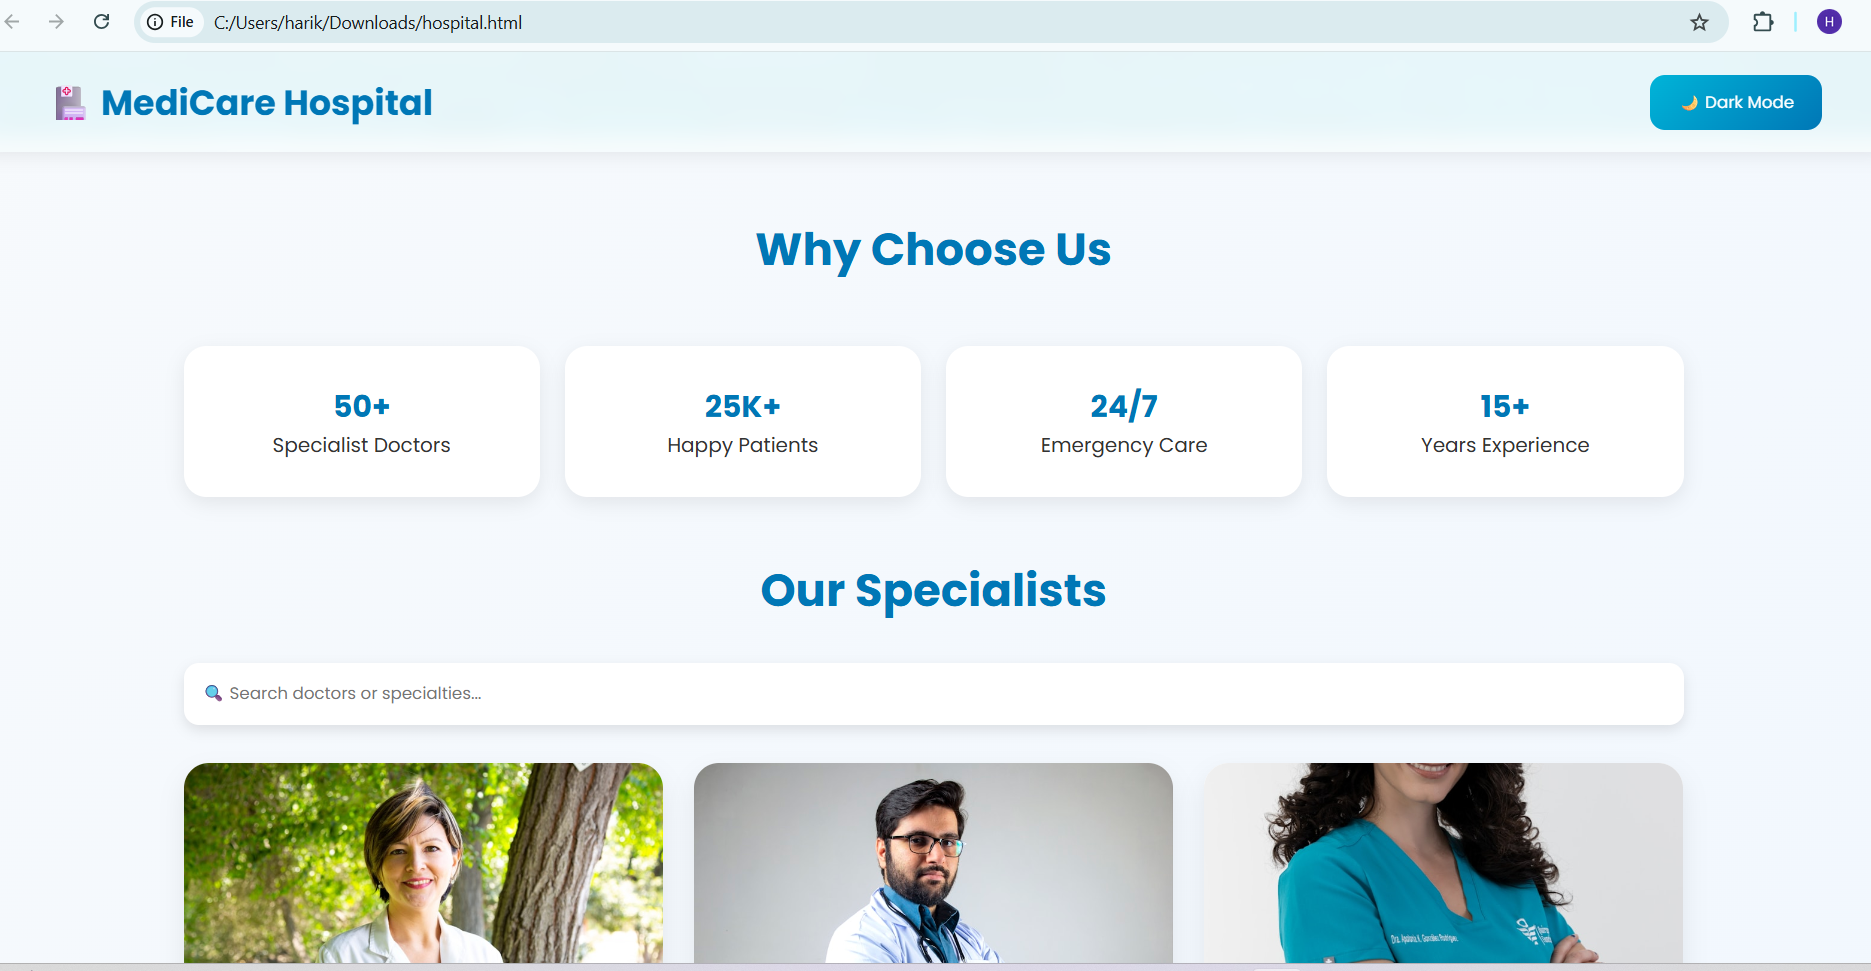 File C:/Users/harik/Downloads/hospital.html
H
MediCare Hospital
Dark Mode
Why Choose Us
50+
Specialist Doctors
25K+
Happy Patients
24/7
Emergency Care
15+
Years Experience
Our Specialists
Search doctors or specialties...